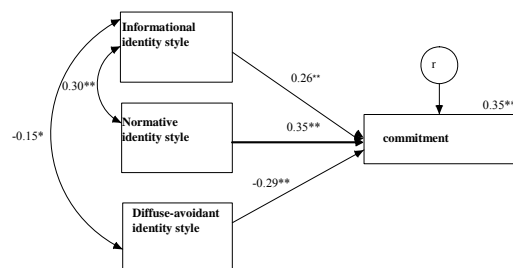 Informational
identity style
0.30**
0.26**
r
0.35**
Normative
identity style
0.35**
commitment
-0.15*
-0.29**
Diffuse-avoidant
identity style